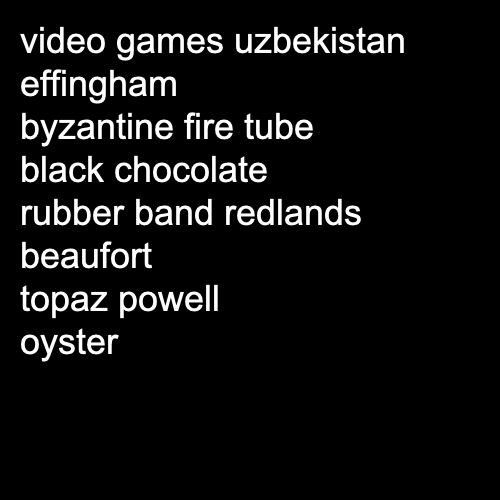 video games uzbekistan
effingham
byzantine fire tube
black chocolate
rubber band redlands
beaufort
topaz powell
oyster